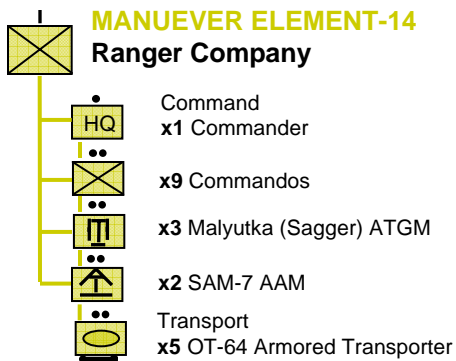 MANUEVER ELEMENT-14
Ranger Company
Command
HQ
x1 Commander
x9 Commandos
x3 Malyutka (Sagger) ATGM
x2 SAM-7 AAM
Transport
x5 OT-64 Armored Transporter